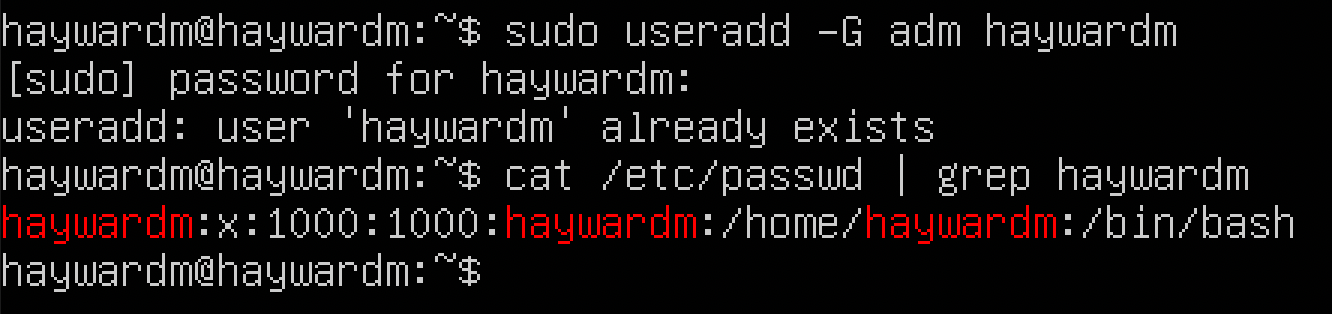 haywardm@haywardm:~$ sudo useradd -G adm haywardm
[sudo] password for haywardm:
useradd: user 'haywardm' already exists
haywardm@haywardm:~$ cat /etc/passwd | grep haywardm
haywardm:x:1000:1000:haywardm:/home/haywardm:/bin/bash
haywardm@haywardm:~$